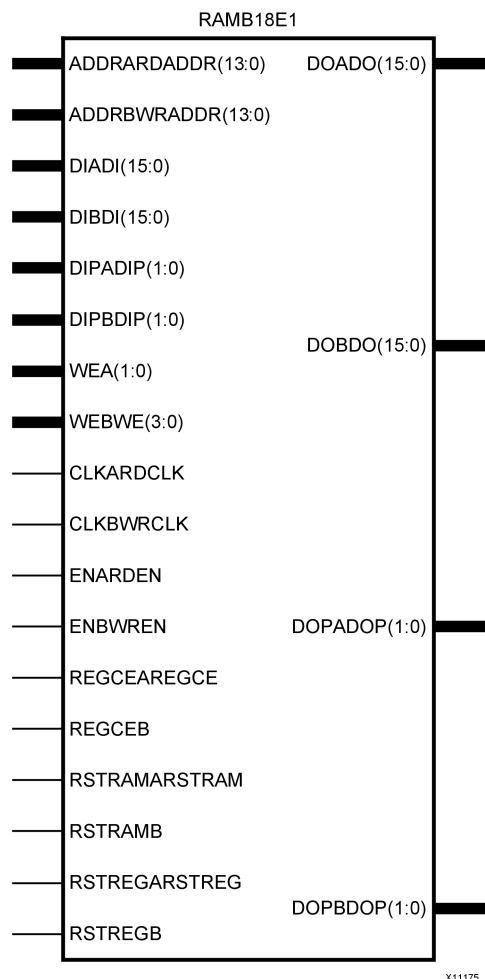 RAMB18E1
ADDRARDADDR(13:0)
DOADO(15:0)
ADDRBWRADDR(13:0)
DIADI(15:0)
DIBDI(15:0)
DIPADIP(1:0)
DIPBDIP(1:0)
DOBDO(15:0)
WEA(1:0)
WEBWE(3:0)
CLKARDCLK
CLKBWRCLK
ENARDEN
ENBWREN
DOPADOP(1:0)
REGCEAREGCE
REGCEB
RSTRAMARSTRAM
RSTRAMB
RSTREGARSTREG
DOPBDOP(1:0)
RSTREGB
X11175